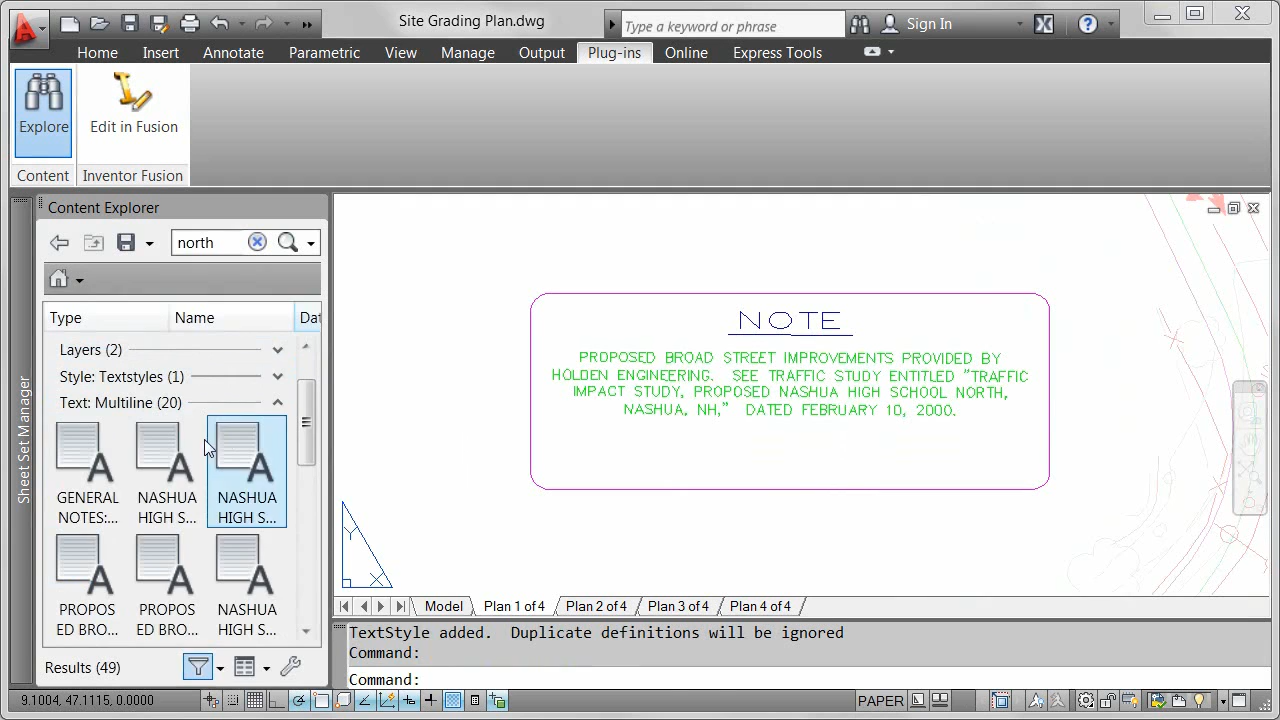 Site Grading Plan.dwg
Type a keyword or phrase
Sign In
Home Insert Annotate Parametric View Manage Output Plug-ins Online Express Tools
Explore
Edit in Fusion
Content
Inventor Fusion
Content Explorer
north
Type Name Dat
Layers (2)
Style: Textstyles (1)
Text: Multiline (20)
GENERAL NOTES:...
NASHUA HIGH S...
NASHUA HIGH S...
PROPOS ED BRO...
PROPOS ED BRO...
NASHUA HIGH S...
Results (49)
Sheet Set Manager
NOTE
PROPOSED BROAD STREET IMPROVEMENTS PROVIDED BY
HOLDEN ENGINEERING. SEE TRAFFIC STUDY ENTITLED "TRAFFIC
IMPACT STUDY, PROPOSED NASHUA HIGH SCHOOL NORTH,
NASHUA, NH," DATED FEBRUARY 10, 2000.
Y
X
Model Plan 1 of 4 Plan 2 of 4 Plan 3 of 4 Plan 4 of 4
TextStyle added. Duplicate definitions will be ignored
Command:
Command:
9.1004, 47.1115, 0.0000
PAPER